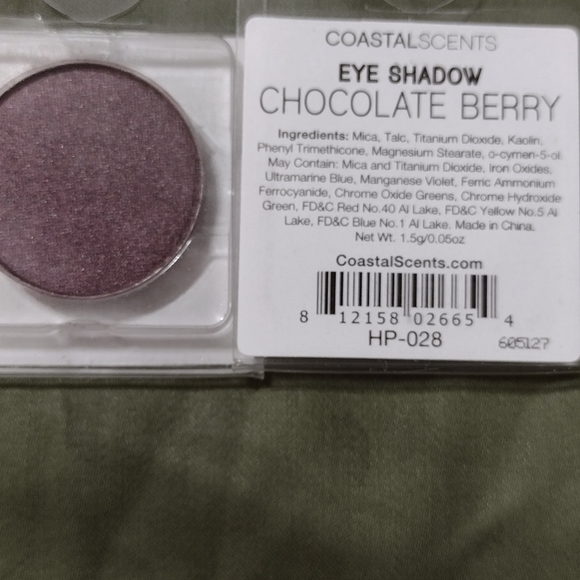 COASTALSCENTS
EYE SHADOW
CHOCOLATE BERRY
Ingredients: Mica, Talc, Titanium Dioxide, Kaolin,
Phenyl Trimethicone, Magnesium Stearate, o-cymen-5-ol.
May Contain: Mica and Titanium Dioxide, Iron Oxides,
Ultramarine Blue, Manganese Violet, Ferric Ammonium
Ferrocyanide, Chrome Oxide Greens, Chrome Hydroxide
Green, FD&C Red No.40 Al Lake, FD&C Yellow No.5 Al
Lake, FD&C Blue No.1 Al Lake. Made in China.
Net Wt. 1.5g/0.05oz
CoastalScents.com
8 12158 02665 4
HP-028
605127